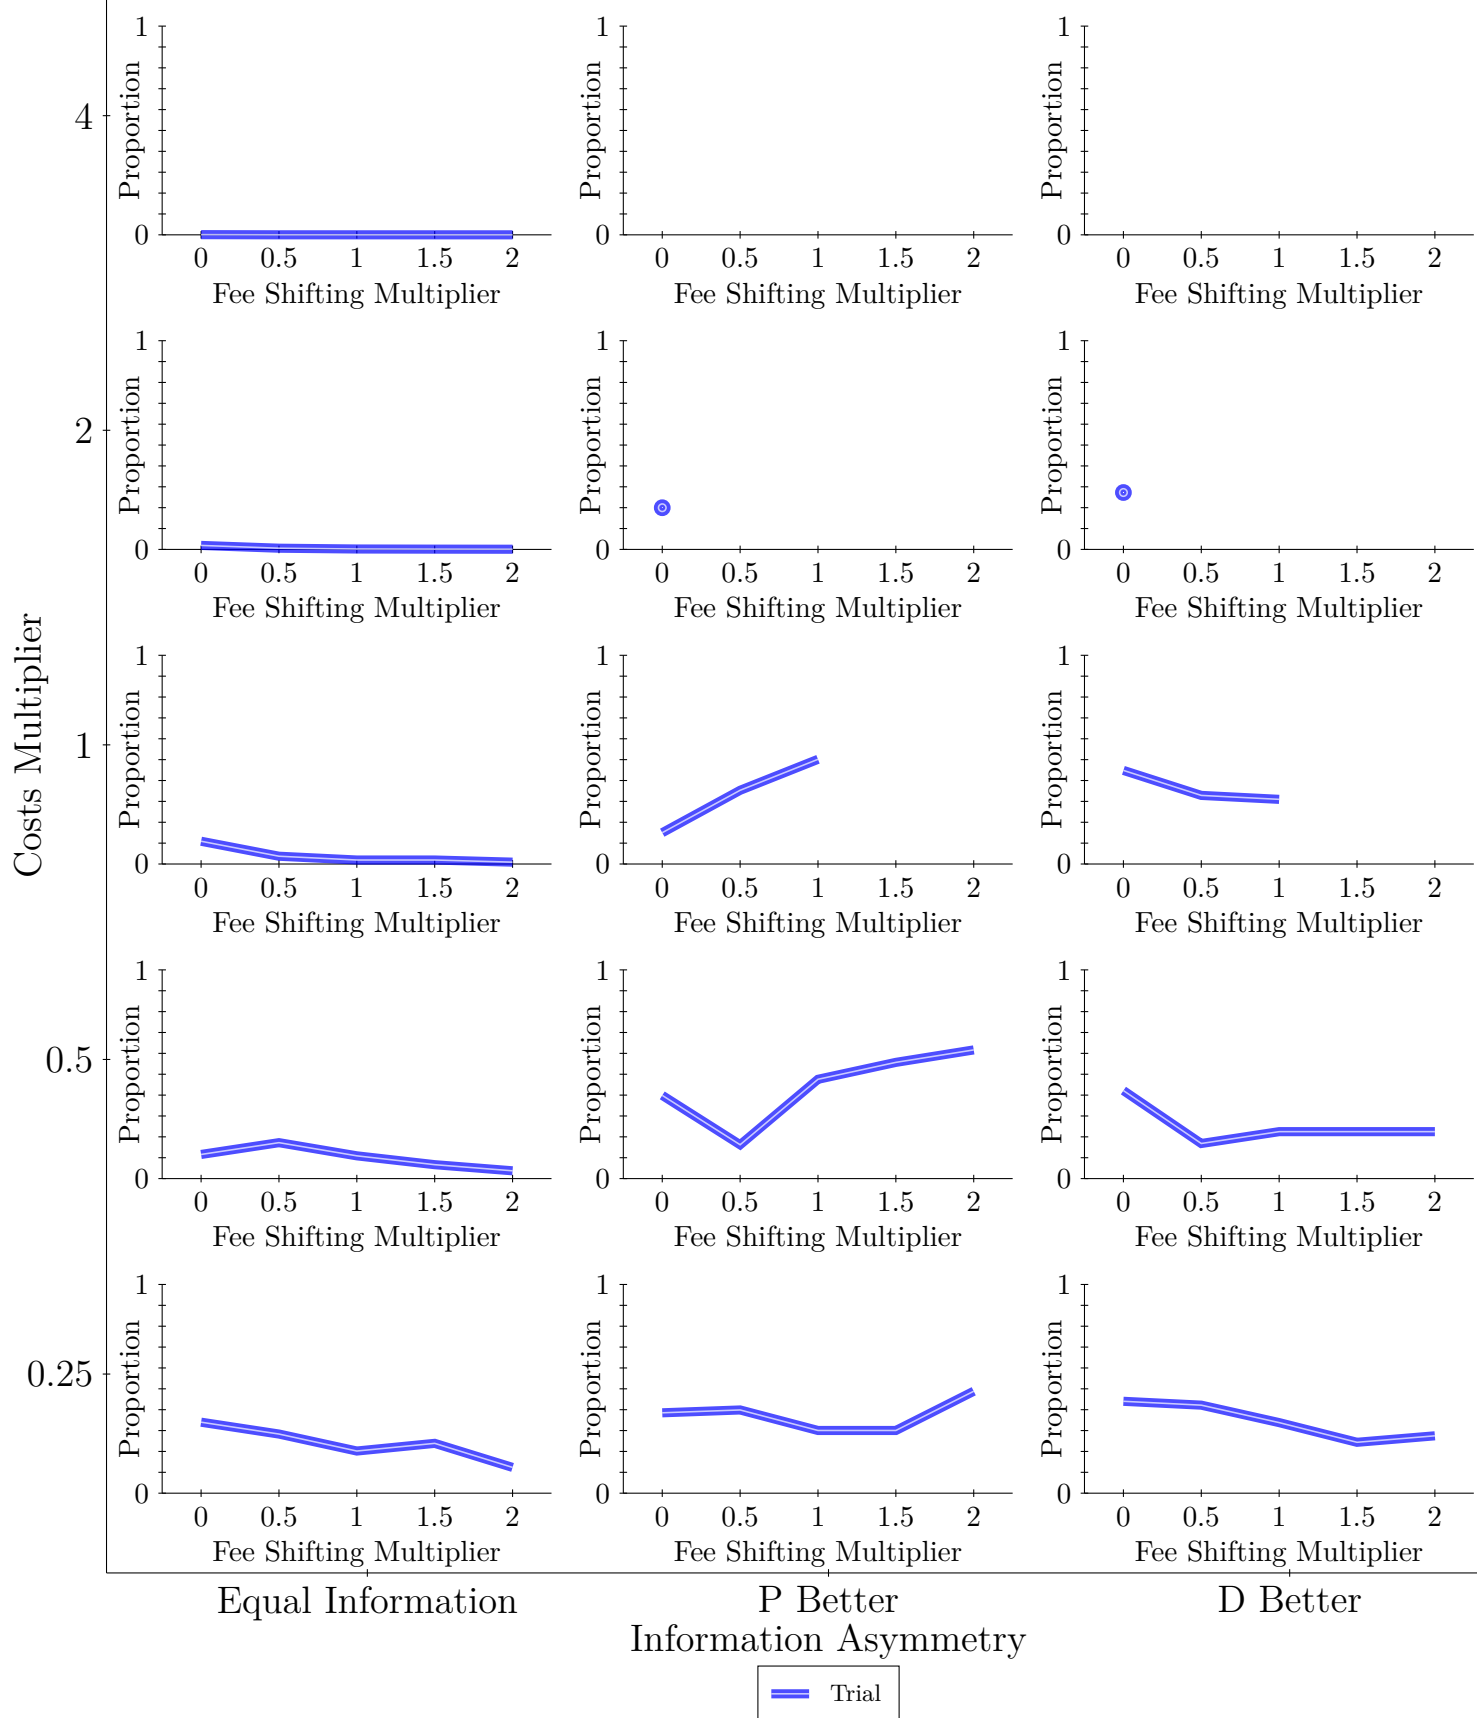 1
Proportion
0
0 0.5 1 1.5 2
Fee Shifting Multiplier
1
Proportion
0
0 0.5 1 1.5 2
Fee Shifting Multiplier
1
Proportion
0
0 0.5 1 1.5 2
Fee Shifting Multiplier
4
1
Proportion
0
0 0.5 1 1.5 2
Fee Shifting Multiplier
1
Proportion
0
0 0.5 1 1.5 2
Fee Shifting Multiplier
1
Proportion
0
0 0.5 1 1.5 2
Fee Shifting Multiplier
2
Costs Multiplier
1
Proportion
0
0 0.5 1 1.5 2
Fee Shifting Multiplier
1
Proportion
0
0 0.5 1 1.5 2
Fee Shifting Multiplier
1
Proportion
0
0 0.5 1 1.5 2
Fee Shifting Multiplier
1
1
Proportion
0
0 0.5 1 1.5 2
Fee Shifting Multiplier
1
Proportion
0
0 0.5 1 1.5 2
Fee Shifting Multiplier
1
Proportion
0
0 0.5 1 1.5 2
Fee Shifting Multiplier
0.5
1
Proportion
0
0 0.5 1 1.5 2
Fee Shifting Multiplier
1
Proportion
0
0 0.5 1 1.5 2
Fee Shifting Multiplier
1
Proportion
0
0 0.5 1 1.5 2
Fee Shifting Multiplier
0.25
Equal Information P Better D Better
Information Asymmetry
Trial